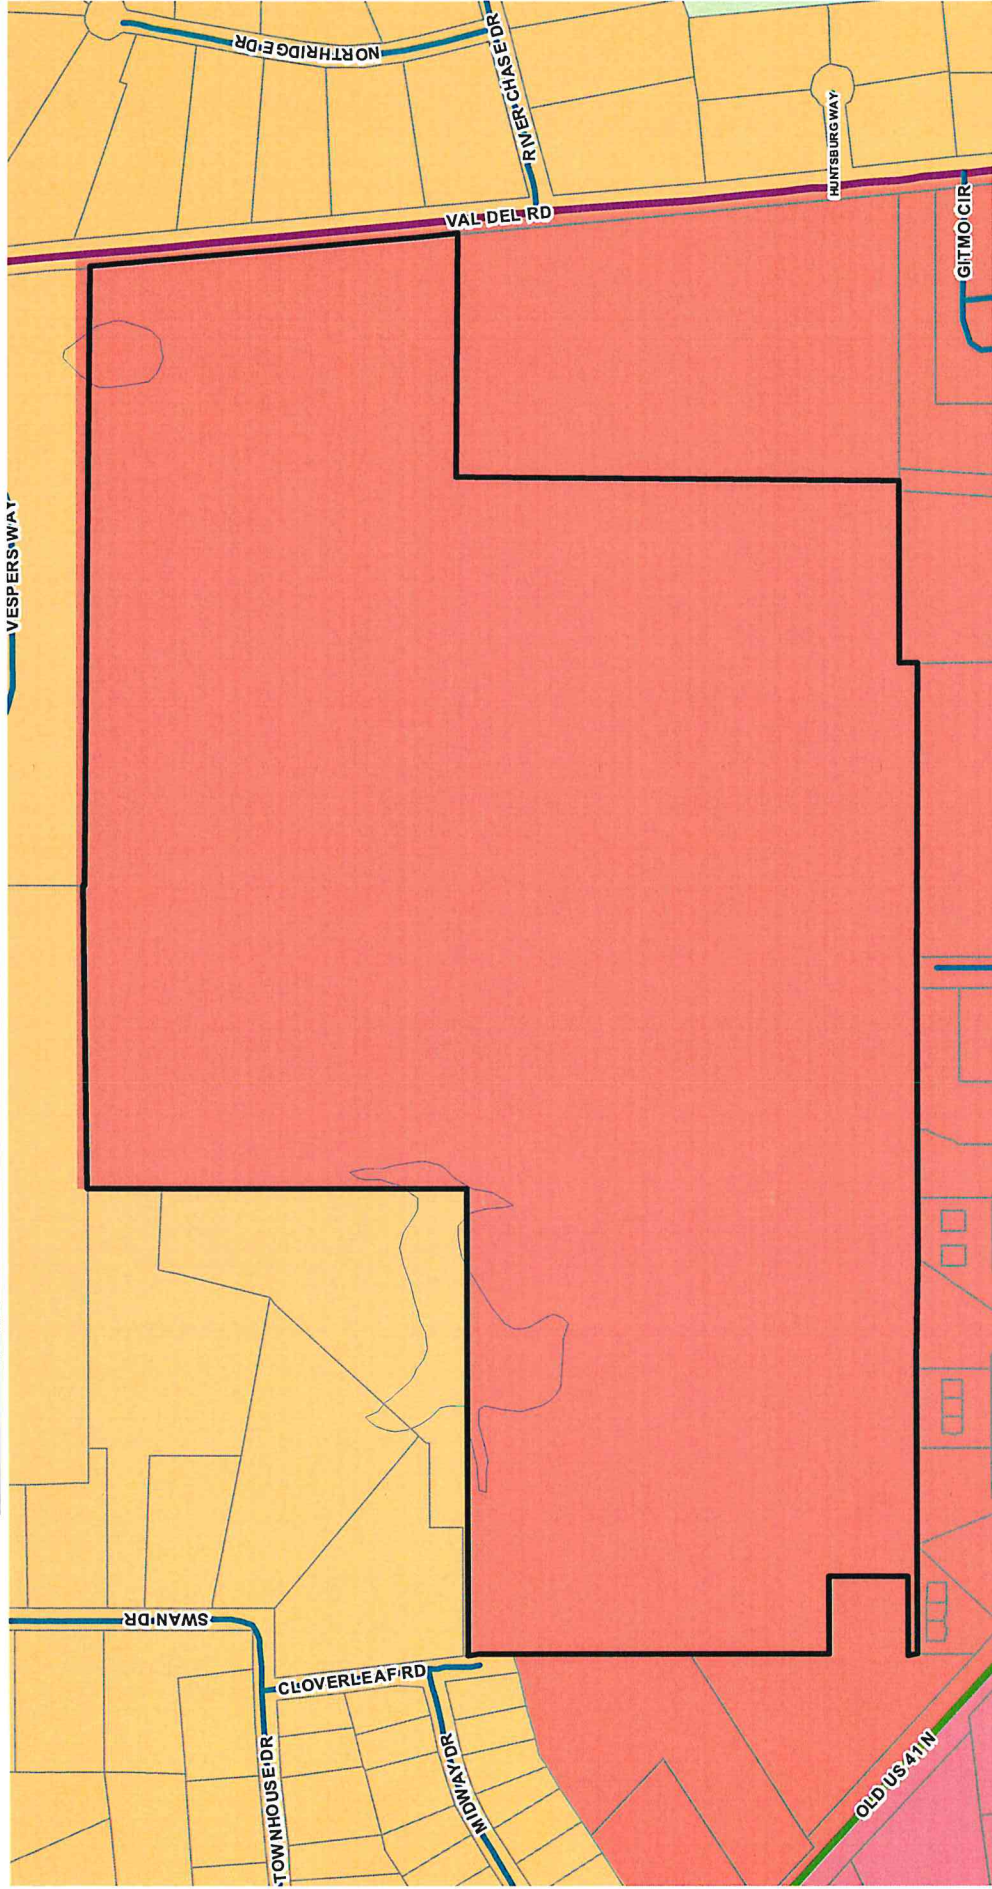 NORTHRIDGE DR
RIVER CHASE DR
HUNTSBURG WAY
VAL DEL RD
GITMO CIR
VESPERS WAY
SWAN DR
CLOVERLEAF RD
TOWNHOUSE DR
MIDWAY DR
OLD US 41 N